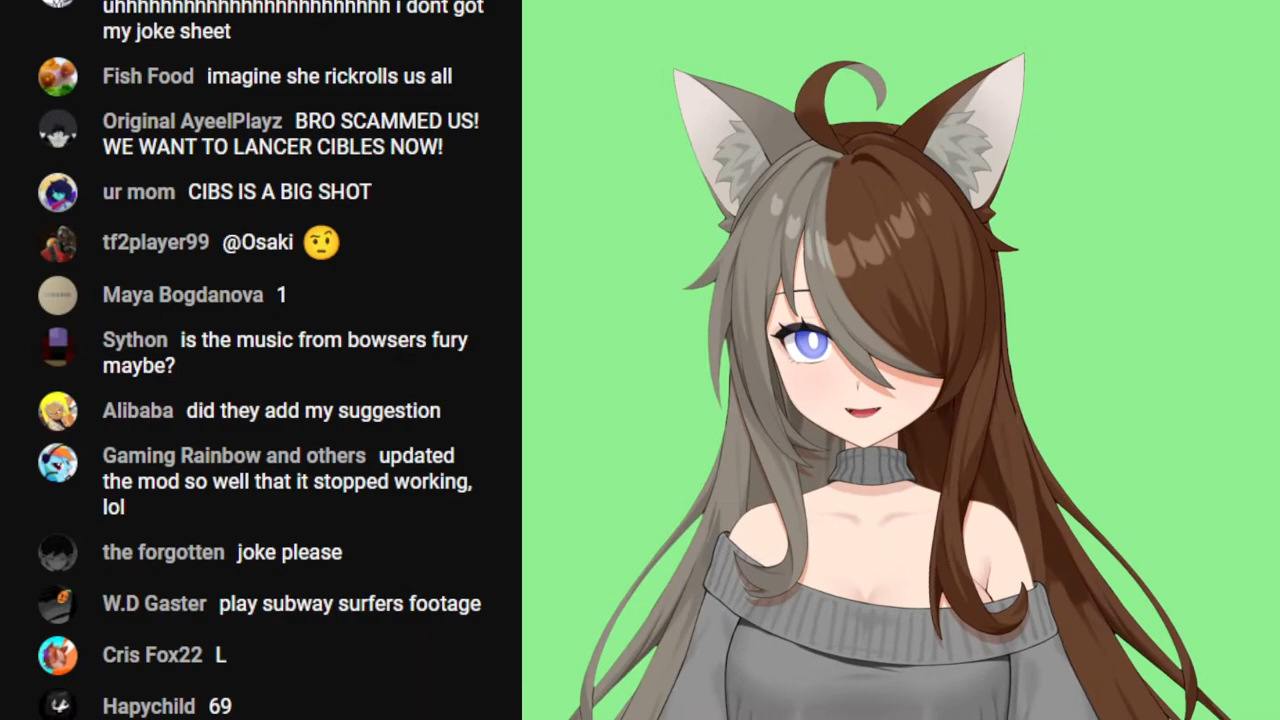 uhhhhhhhhhhhhhhhhhhhhhhhhh i dont got
my joke sheet
Fish Food imagine she rickrolls us all
Original AyeelPlayz BRO SCAMMED US!
WE WANT TO LANCER CIBLES NOW!
ur mom CIBS IS A BIG SHOT
tf2player99 @Osaki 🤨
Maya Bogdanova 1
Sython is the music from bowsers fury
maybe?
Alibaba did they add my suggestion
Gaming Rainbow and others updated
the mod so well that it stopped working,
lol
the forgotten joke please
W.D Gaster play subway surfers footage
Cris Fox22 L
Hapychild 69